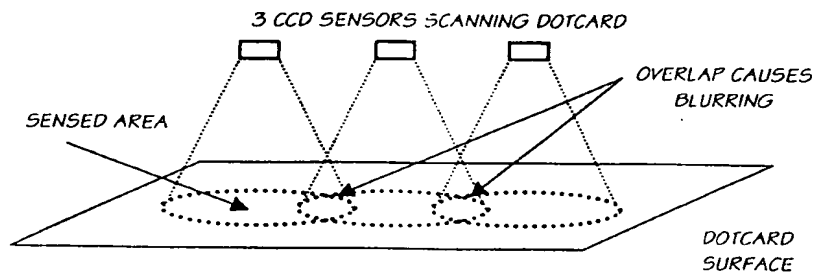 3 CCD SENSORS SCANNING DOTCARD
OVERLAP CAUSES
BLURRING
SENSED AREA
DOTCARD
SURFACE